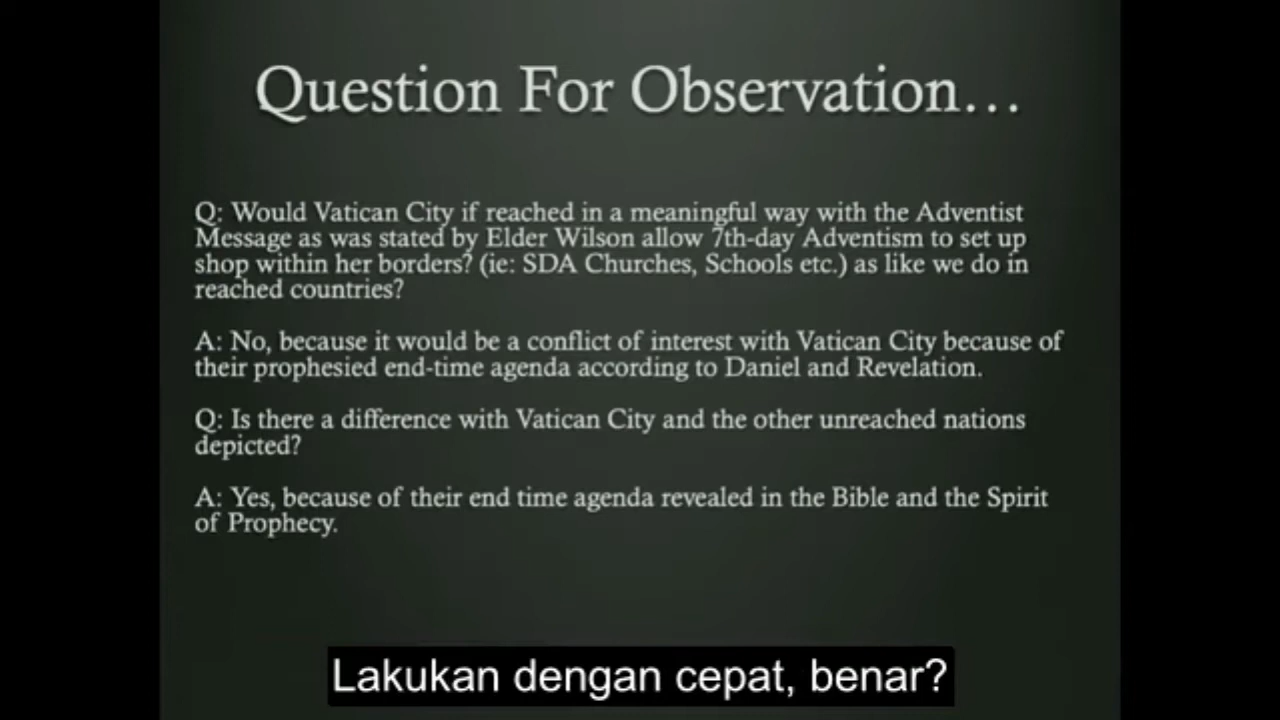 Question For Observation...
Q: Would Vatican City if reached in a meaningful way with the Adventist
Message as was stated by Elder Wilson allow 7th-day Adventism to set up
shop within her borders? (ie: SDA Churches, Schools etc.) as like we do in
reached countries?
A: No, because it would be a conflict of interest with Vatican City because of
their prophesied end-time agenda according to Daniel and Revelation.
Q: Is there a difference with Vatican City and the other unreached nations
depicted?
A: Yes, because of their end time agenda revealed in the Bible and the Spirit
of Prophecy.
Lakukan dengan cepat, benar?